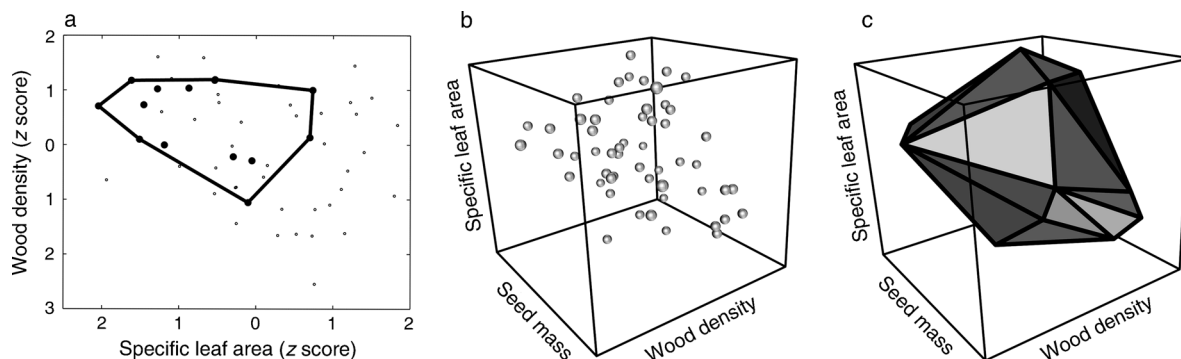 a
2
1
0
1
2
3
Wood density (z score)
2
1
0
1
2
Specific leaf area (z score)
b
Specific leaf area
Seed mass
Wood density
c
Specific leaf area
Seed mass
Wood density